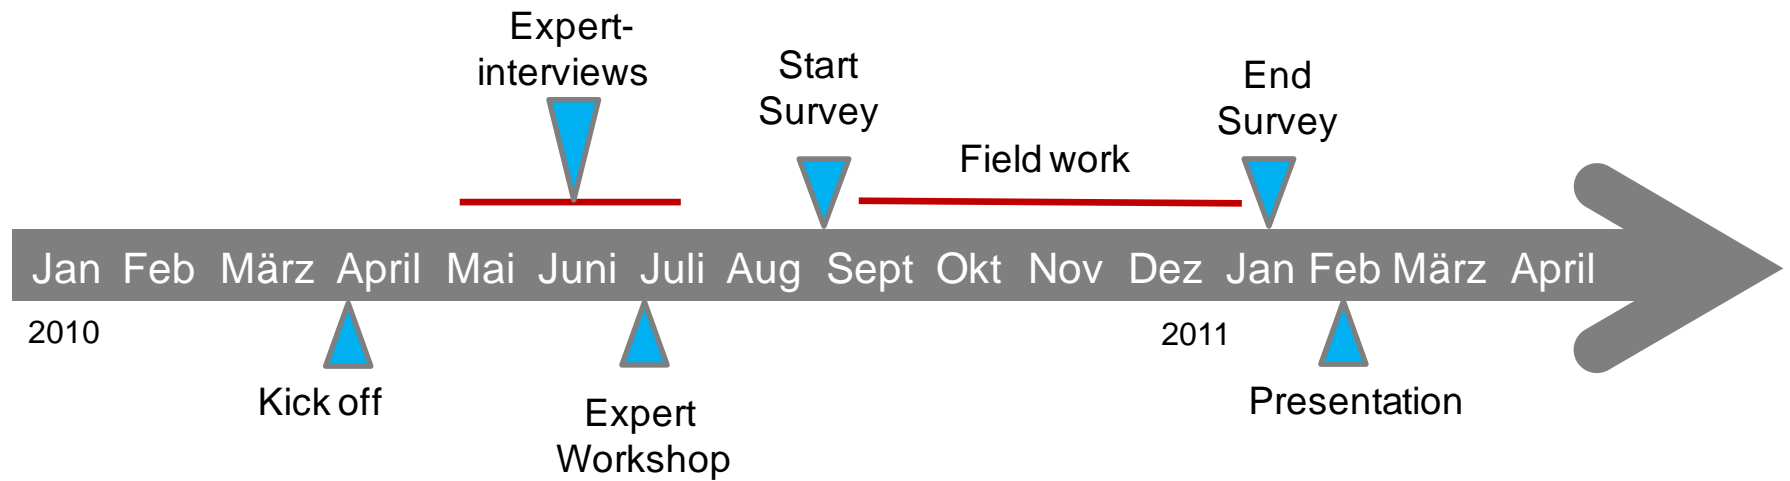 Expert-
interviews
Start
Survey
End
Survey
Field work
Jan Feb März April Mai Juni Juli Aug Sept Okt Nov Dez Jan Feb März April
2010
2011
Kick off
Expert
Workshop
Presentation